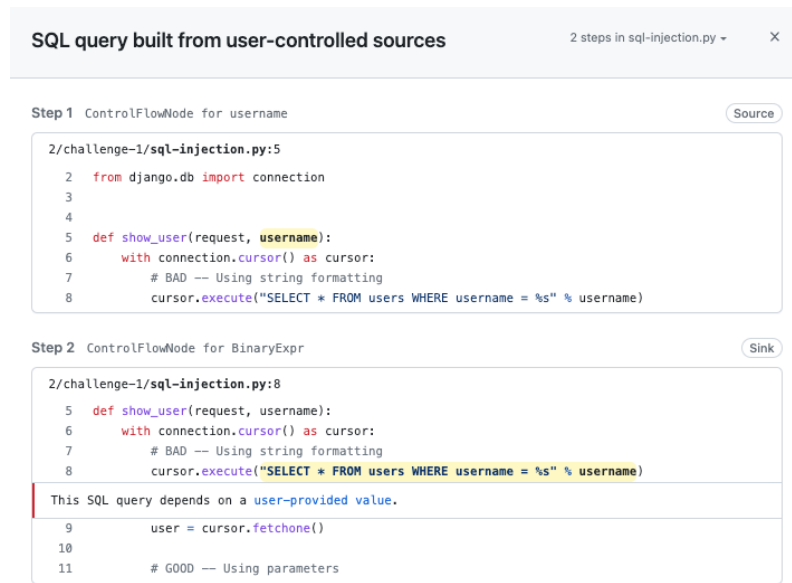 SQL query built from user-controlled sources
2 steps in sql-injection.py
Step 1 ControlFlowNode for username
Source
2/challenge-1/sql-injection.py:5
2 from django.db import connection
3
4
5 def show_user(request, username):
6 with connection.cursor() as cursor:
7 # BAD -- Using string formatting
8 cursor.execute("SELECT * FROM users WHERE username = %s" % username)
Step 2 ControlFlowNode for BinaryExpr
Sink
2/challenge-1/sql-injection.py:8
5 def show_user(request, username):
6 with connection.cursor() as cursor:
7 # BAD -- Using string formatting
8 cursor.execute("SELECT * FROM users WHERE username = %s" % username)
This SQL query depends on a user-provided value.
9 user = cursor.fetchone()
10
11 # GOOD -- Using parameters